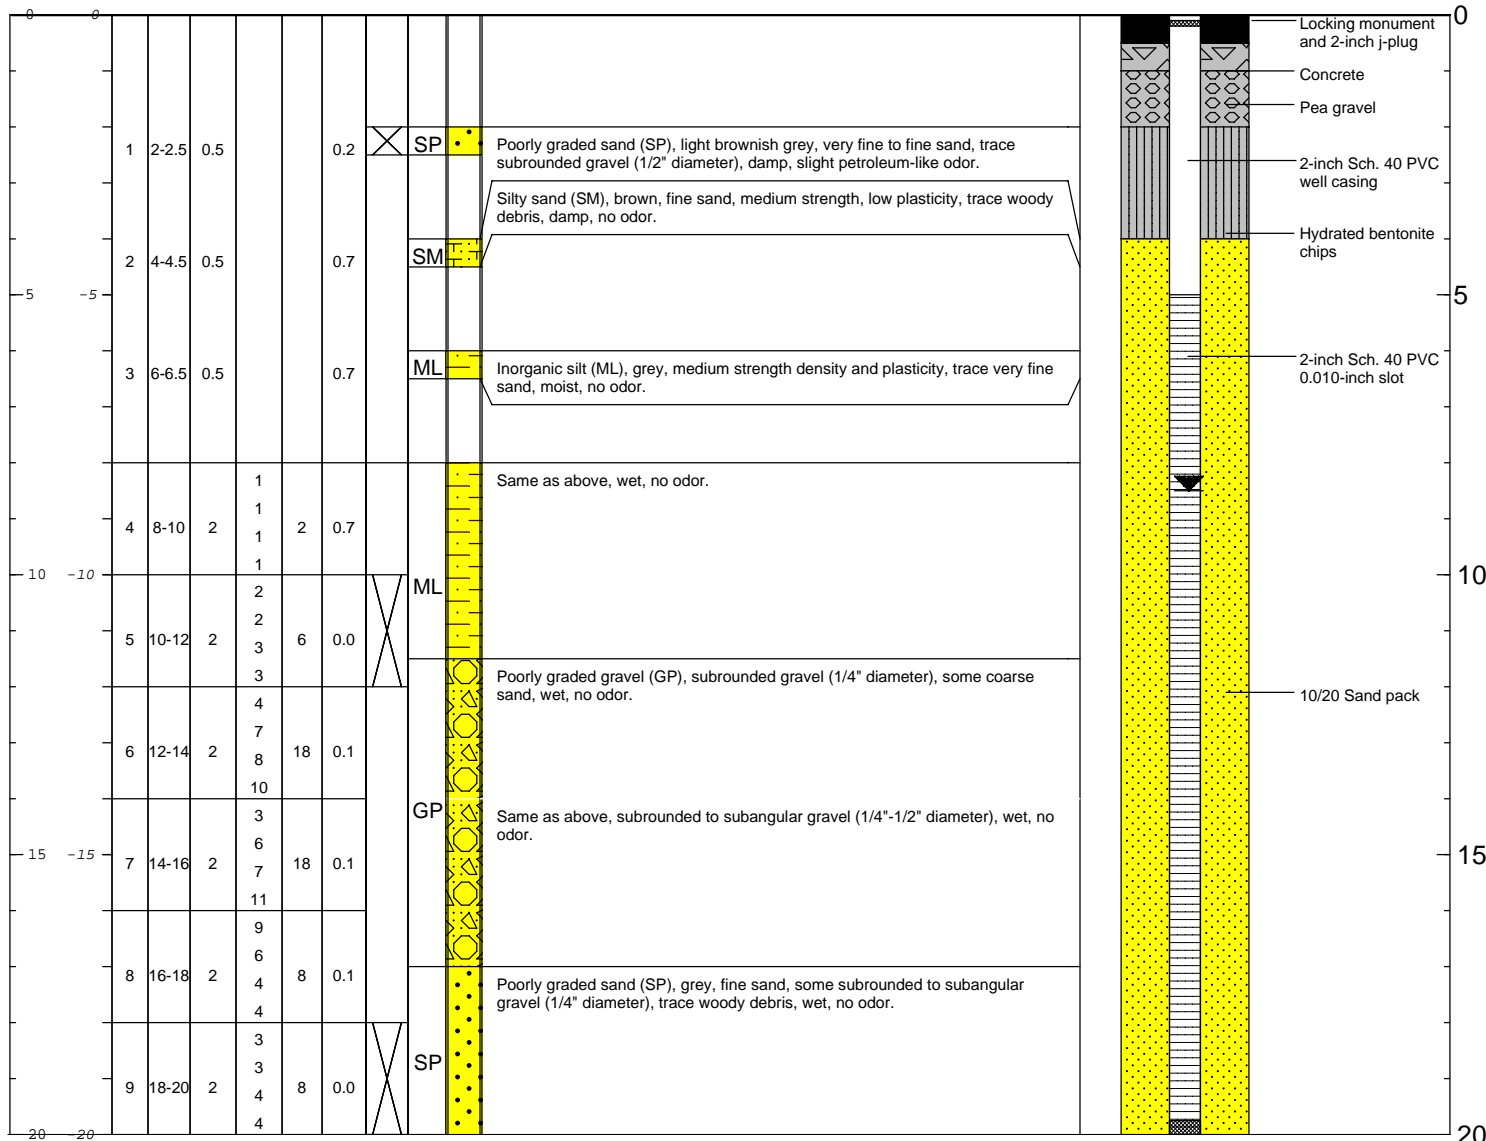 0 0 0
Locking monument
and 2-inch j-plug
Concrete
Pea gravel
1 2-2.5 0.5 0.2 SP
Poorly graded sand (SP), light brownish grey, very fine to fine sand, trace
subrounded gravel (1/2" diameter), damp, slight petroleum-like odor.
2-inch Sch. 40 PVC
well casing
Silty sand (SM), brown, fine sand, medium strength, low plasticity, trace woody
debris, damp, no odor.
Hydrated bentonite
chips
2 4-4.5 0.5 0.7 SM
-5 -5 5
3 6-6.5 0.5 0.7 ML
Inorganic silt (ML), grey, medium strength density and plasticity, trace very fine
sand, moist, no odor.
2-inch Sch. 40 PVC
0.010-inch slot
1
Same as above, wet, no odor.
1
4 8-10 2 2 0.7
1
1
10 -10 10
ML
2
2
5 10-12 2 6 0.0
3
3
Poorly graded gravel (GP), subrounded gravel (1/4" diameter), some coarse
sand, wet, no odor.
10/20 Sand pack
4
7
6 12-14 2 18 0.1
8
10
GP
Same as above, subrounded to subangular gravel (1/4"-1/2" diameter), wet, no
odor.
3
6
15 -15 15
7 14-16 2 18 0.1
7
11
9
6
8 16-18 2 8 0.1
4
4
Poorly graded sand (SP), grey, fine sand, some subrounded to subangular
gravel (1/4" diameter), trace woody debris, wet, no odor.
3
3
SP
9 18-20 2 8 0.0
4
4
20 -20 20